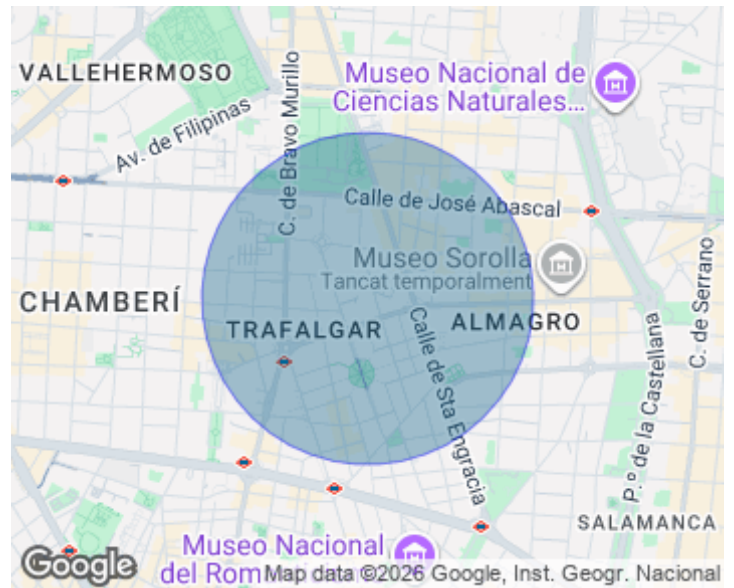 VALLEHERMOSO
Museo Nacional de
Ciencias Naturales…
Av. de Filipinas
C. de Bravo Murillo
Calle de José Abascal
Museo Sorolla
Tancat temporalment
C. de Serrano
CHAMBERÍ
TRAFALGAR
ALMAGRO
Calle de Sta Engracia
P.º de la Castellana
SALAMANCA
Museo Nacional
del Rom
Google
Map data ©2026 Google, Inst. Geogr. Nacional